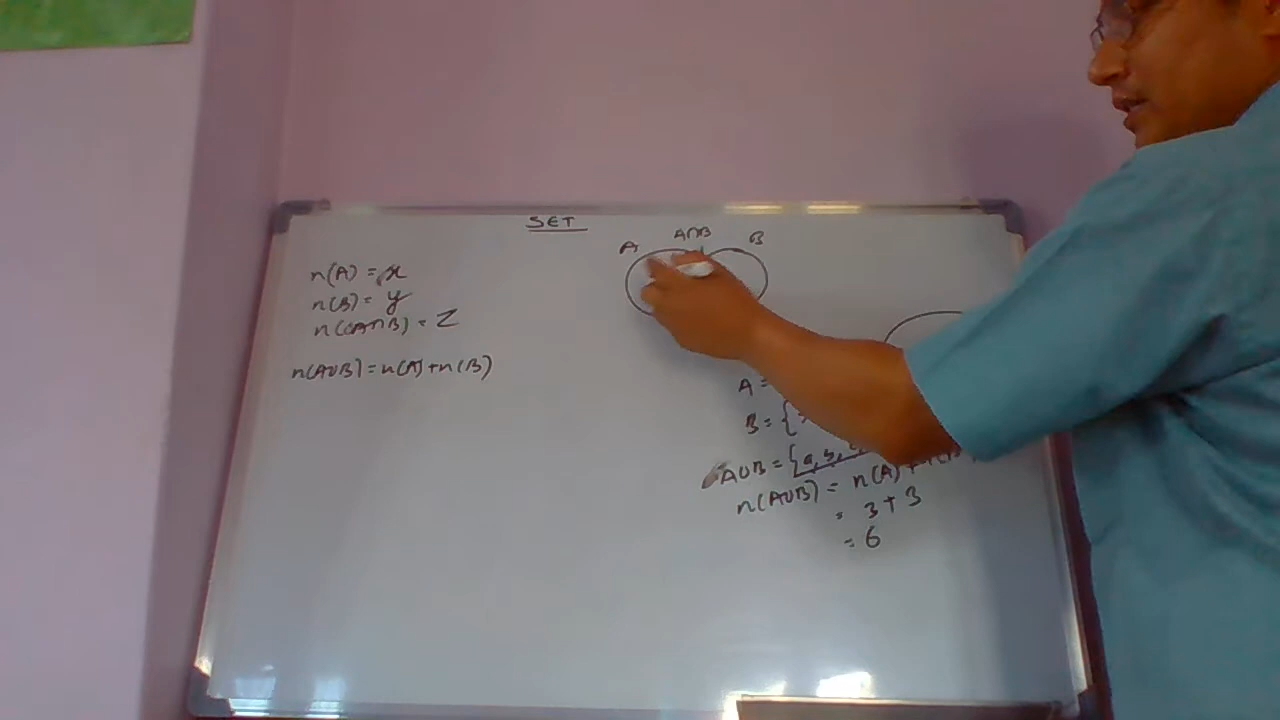 SET
n(A) = x
n(B) = y
n(A∩B) = Z
n(A∪B) = n(A) + n(B)
A A∩B B
A =
B = {
A∪B = {a, b, c,
n(A∪B) = n(A) +
= 3 + 3
= 6